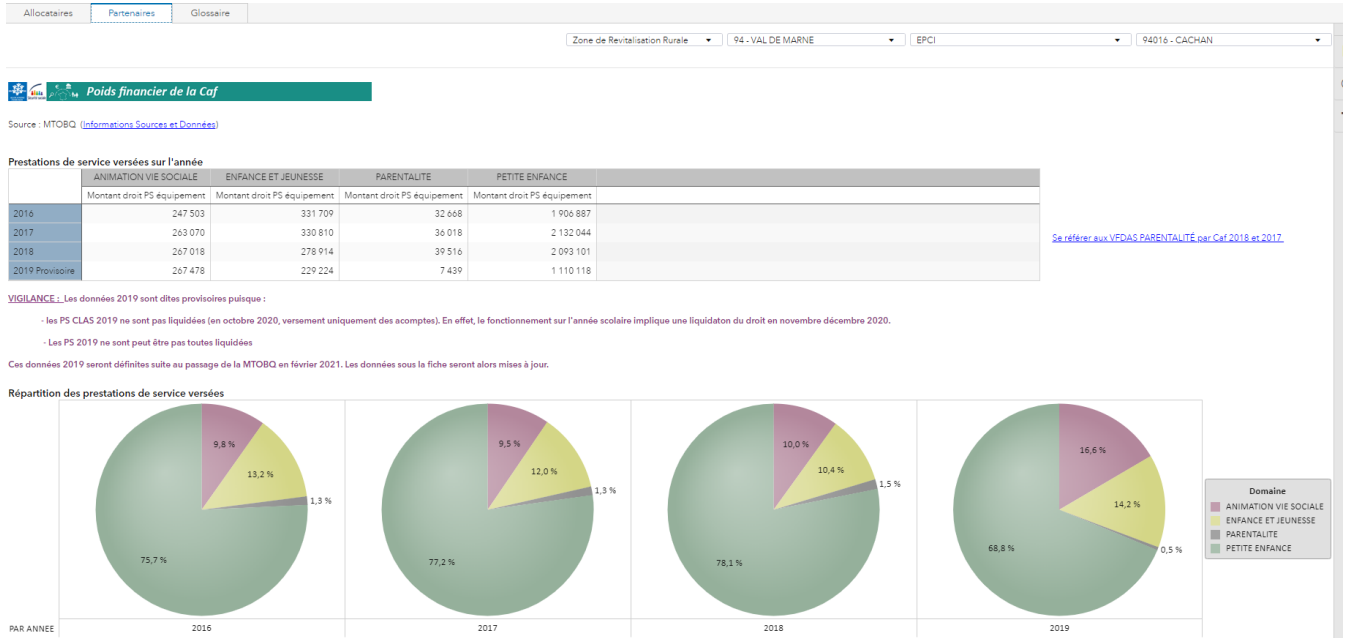 Allocataires Partenaires Glossaire
Zone de Revitalisation Rurale 94 - VAL DE MARNE EPCI 94016 - CACHAN
Poids financier de la Caf
Source : MTOBQ (Informations Sources et Données)
Prestations de service versées sur l'année
ANIMATION VIE SOCIALE ENFANCE ET JEUNESSE PARENTALITE PETITE ENFANCE
Montant droit PS équipement Montant droit PS équipement Montant droit PS équipement Montant droit PS équipement
2016 247 503 331 709 32 668 1 906 887
2017 263 070 330 810 36 018 2 132 044
2018 267 018 278 914 39 516 2 093 101
2019 Provisoire 267 478 229 224 7 439 1 110 118
Se référer aux VFDAS PARENTALITÉ par Caf 2018 et 2017
VIGILANCE : Les données 2019 sont dites provisoires puisque :
- les PS CLAS 2019 ne sont pas liquidées (en octobre 2020, versement uniquement des acomptes). En effet, le fonctionnement sur l'année scolaire implique une liquidaton du droit en novembre décembre 2020.
- Les PS 2019 ne sont peut être pas toutes liquidées
Ces données 2019 seront définites suite au passage de la MTOBQ en février 2021. Les données sous la fiche seront alors mises à jour.
Répartition des prestations de service versées
9,8 % 13,2 % 1,3 % 75,7 %
9,5 % 12,0 % 1,3 % 77,2 %
10,0 % 10,4 % 1,5 % 78,1 %
16,6 % 14,2 % 0,5 % 68,8 %
Domaine
ANIMATION VIE SOCIALE
ENFANCE ET JEUNESSE
PARENTALITE
PETITE ENFANCE
PAR ANNEE 2016 2017 2018 2019